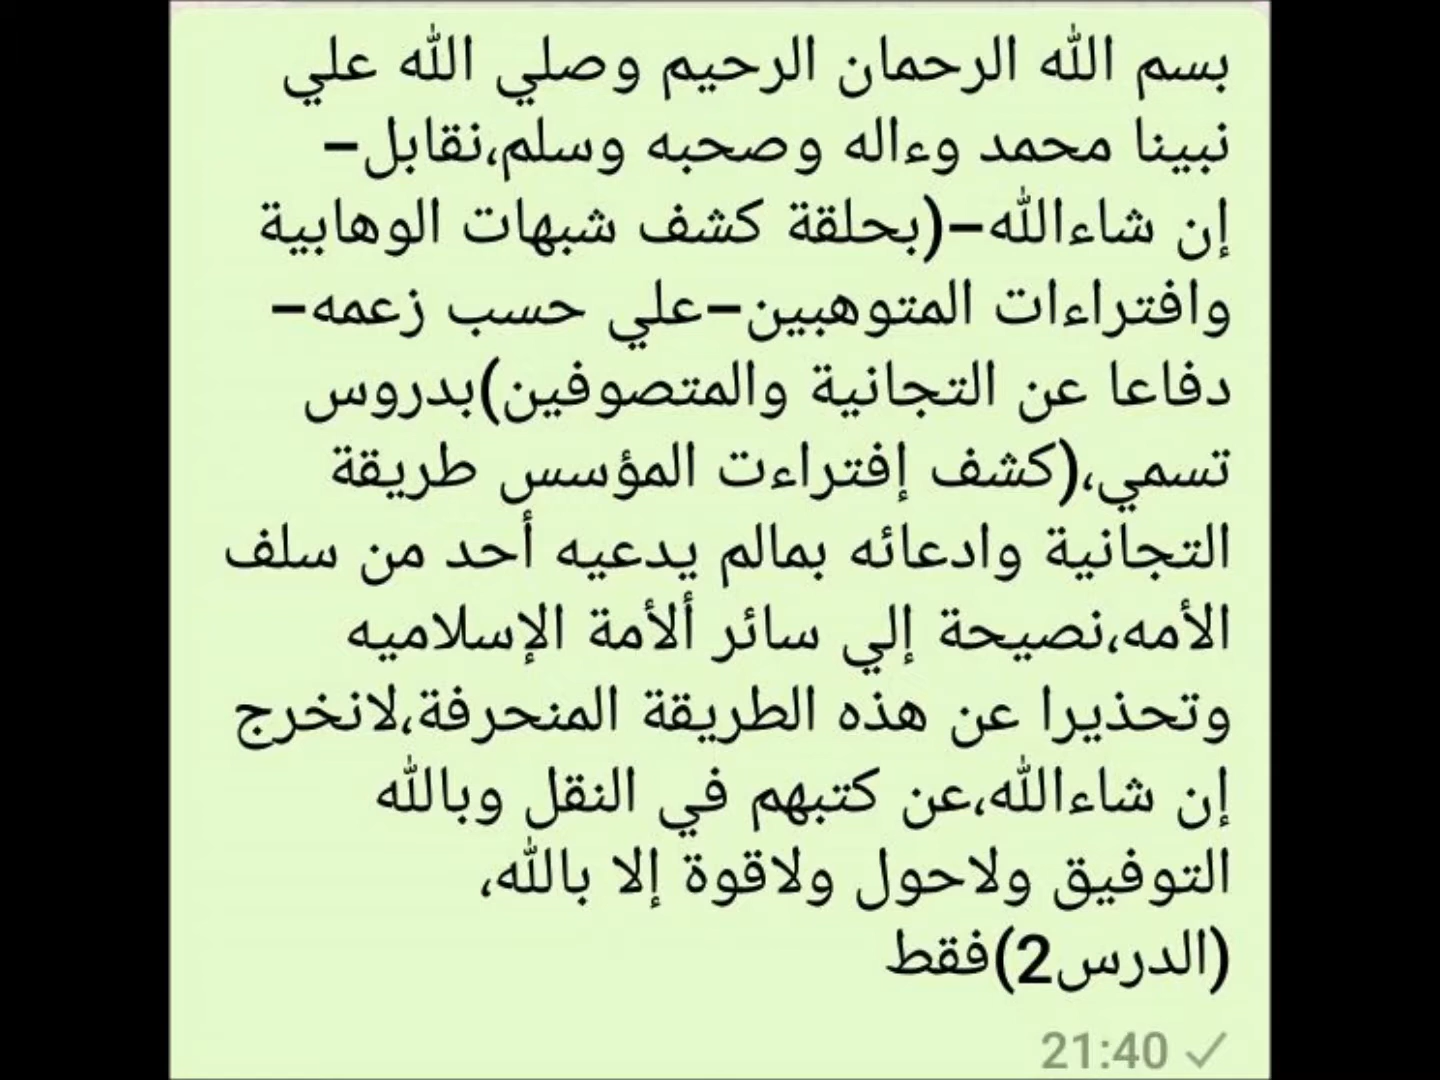 بسم الله الرحمان الرحيم وصلي الله علي
نبينا محمد وءاله وصحبه وسلم،نقابل–
إن شاءالله–(بحلقة كشف شبهات الوهابية
وافتراءات المتوهبين–علي حسب زعمه–
دفاعا عن التجانية والمتصوفين)بدروس
تسمي،(كشف إفتراءت المؤسس طريقة
التجانية وادعائه بمالم يدعيه أحد من سلف
الأمه،نصيحة إلي سائر ألأمة الإسلاميه
وتحذيرا عن هذه الطريقة المنحرفة،لانخرج
إن شاءالله،عن كتبهم في النقل وبالله
التوفيق ولاحول ولاقوة إلا بالله،
(الدرس2)فقط
21:40 ✓